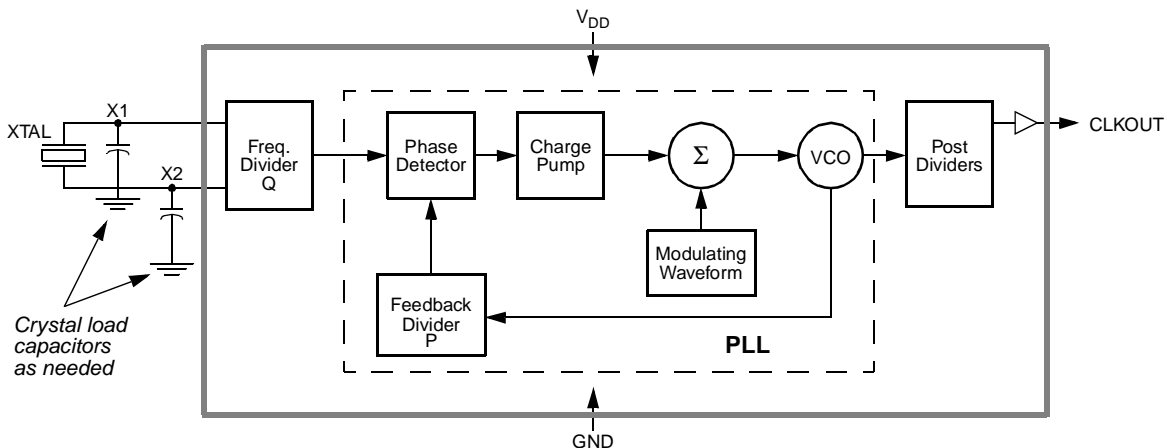 VDD
XTAL
X1
X2
Freq.
Divider
Q
Phase
Detector
Charge
Pump
Σ
VCO
Post
Dividers
CLKOUT
Modulating
Waveform
Feedback
Divider
P
PLL
Crystal load
capacitors
as needed
GND